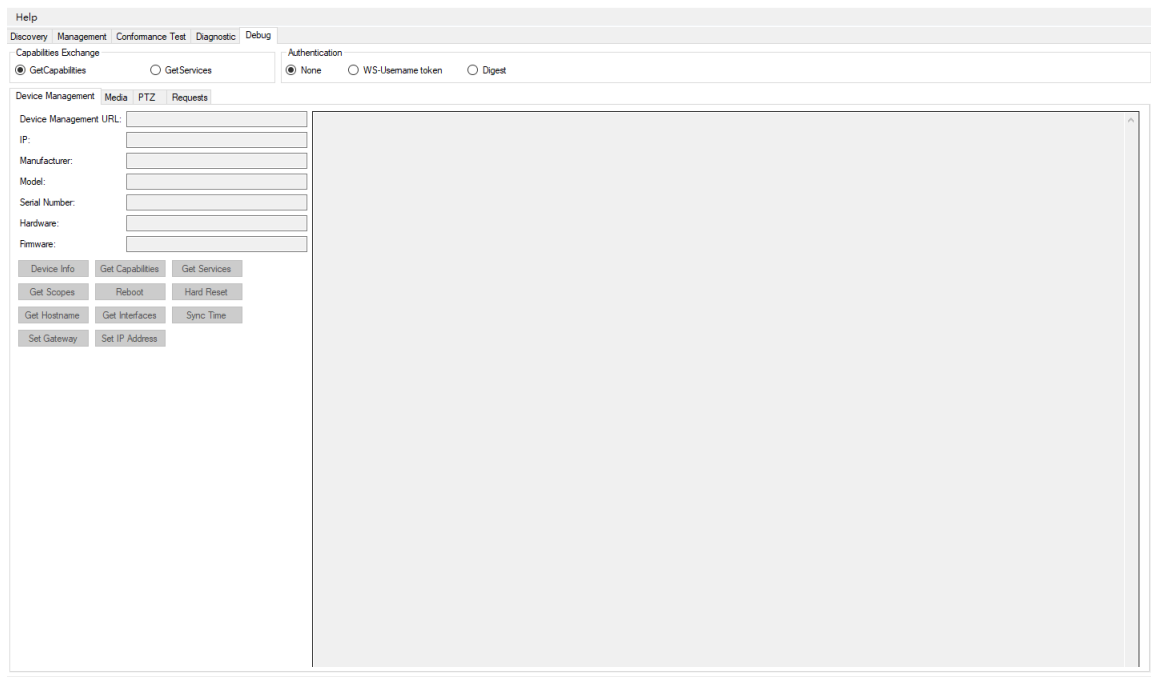 Help
Discovery Management Conformance Test Diagnostic Debug
Capabilities Exchange Authentication
GetCapabilities GetServices None WS-Username token Digest
Device Management Media PTZ Requests
Device Management URL:
IP:
Manufacturer:
Model:
Serial Number:
Hardware:
Firmware:
Device Info Get Capabilities Get Services
Get Scopes Reboot Hard Reset
Get Hostname Get Interfaces Sync Time
Set Gateway Set IP Address